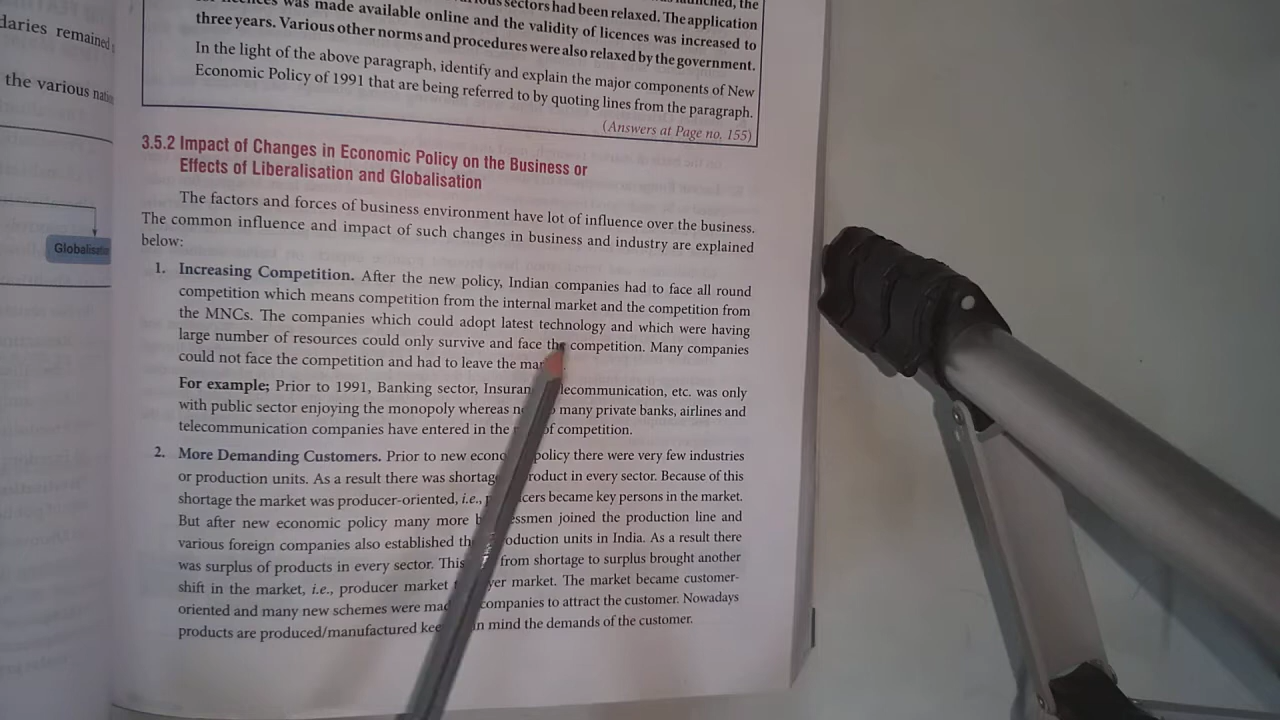 daries remained
the various
Globalisation
sectors had been relaxed. The application
was made available online and the validity of licences was increased to
three years. Various other norms and procedures were also relaxed by the government.
In the light of the above paragraph, identify and explain the major components of New
Economic Policy of 1991 that are being referred to by quoting lines from the paragraph.
(Answers at Page no. 155)
3.5.2 Impact of Changes in Economic Policy on the Business or
Effects of Liberalisation and Globalisation
The factors and forces of business environment have lot of influence over the business.
The common influence and impact of such changes in business and industry are explained
below:
1. Increasing Competition. After the new policy, Indian companies had to face all round
competition which means competition from the internal market and the competition from
the MNCs. The companies which could adopt latest technology and which were having
large number of resources could only survive and face the competition. Many companies
could not face the competition and had to leave the
For example; Prior to 1991, Banking sector, etc. was only
with public sector enjoying the monopoly whereas many private banks, airlines and
telecommunication companies have entered in the of competition.
2. More Demanding Customers. Prior to new policy there were very few industries
or production units. As a result there was in every sector. Because of this
shortage the market was producer-oriented, i.e., became key persons in the market.
But after new economic policy many more joined the production line and
various foreign companies also established units in India. As a result there
was surplus of products in every sector. This from shortage to surplus brought another
shift in the market, i.e., producer market market. The market became customer-
oriented and many new schemes were companies to attract the customer. Nowadays
products are produced/manufactured mind the demands of the customer.